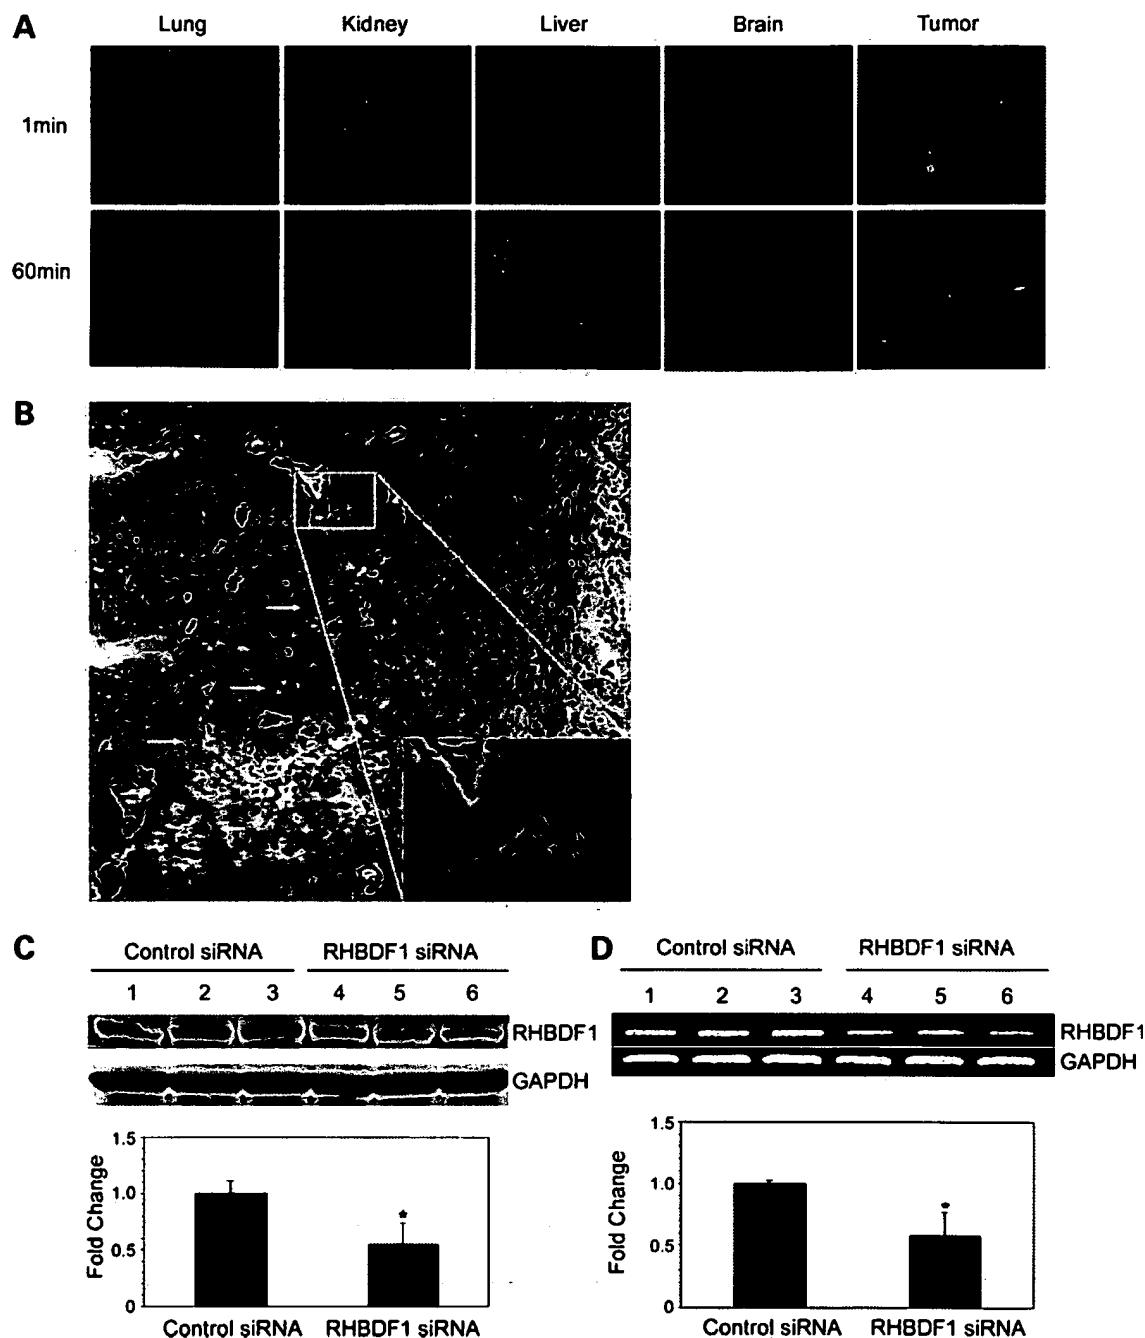 A
Lung Kidney Liver Brain Tumor
1min
60min
B
C
Control siRNA RHBDF1 siRNA
1 2 3 4 5 6
RHBDF1
GAPDH
Fold Change
1.5
1.0
0.5
0
*
Control siRNA RHBDF1 siRNA
D
Control siRNA RHBDF1 siRNA
1 2 3 4 5 6
RHBDF1
GAPDH
Fold Change
1.5
1.0
0.5
0
*
Control siRNA RHBDF1 siRNA